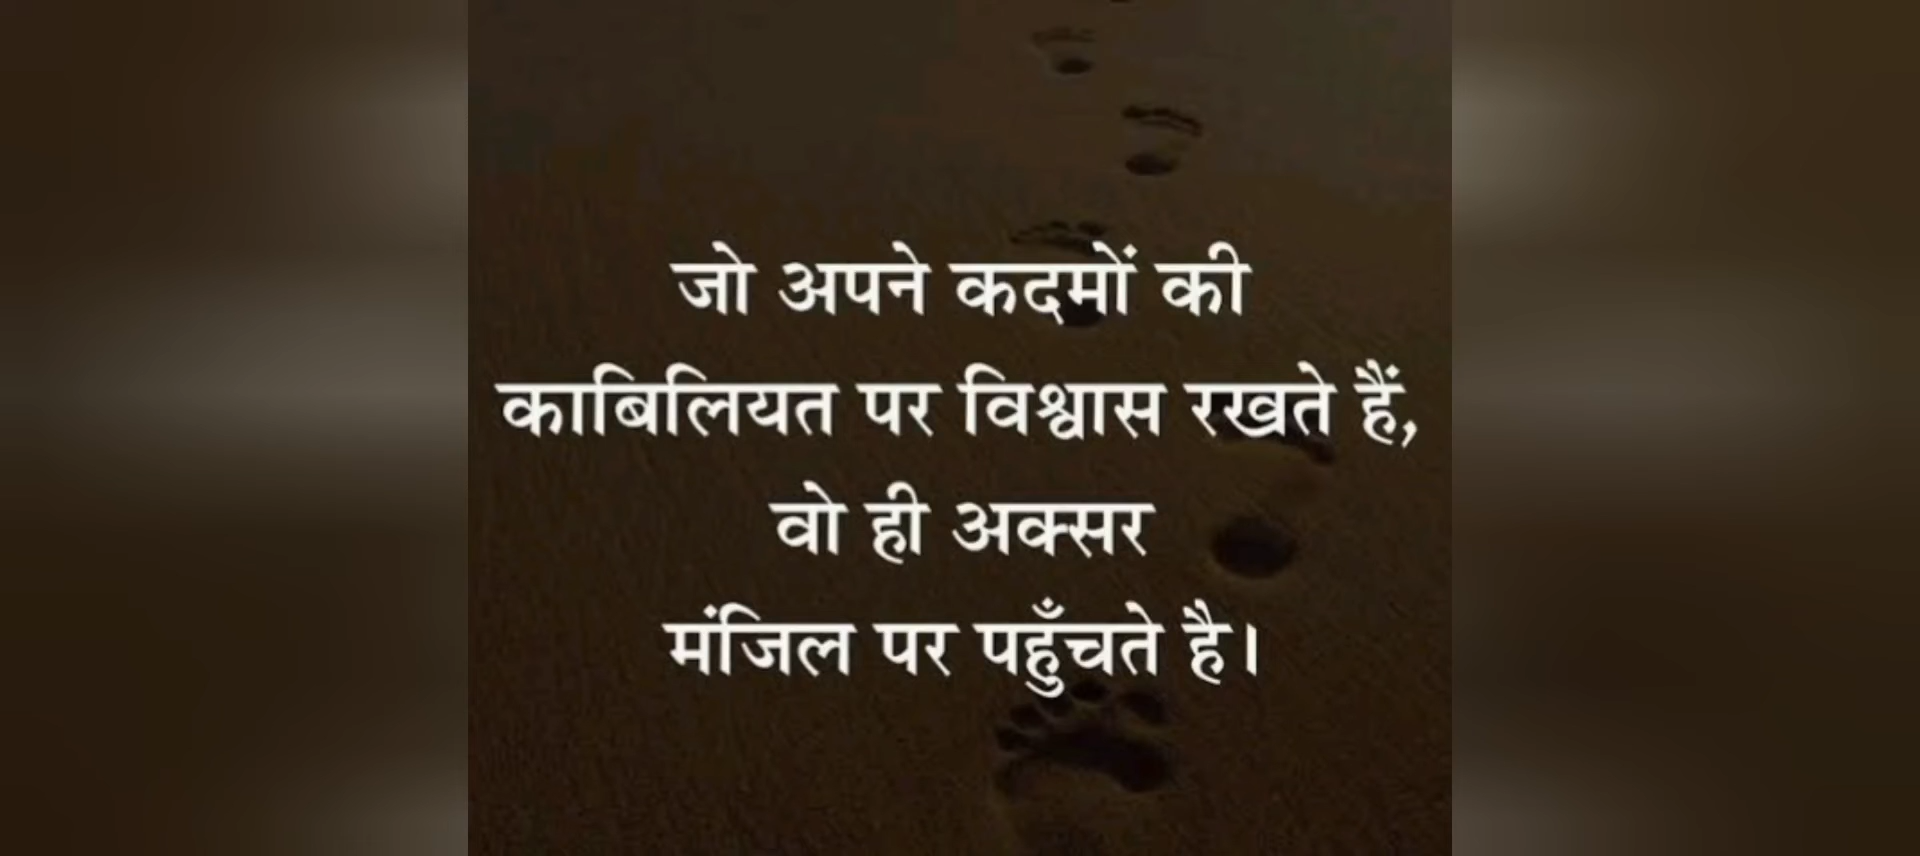 जो अपने कदमों की
काबिलियत पर विश्वास रखते हैं,
वो ही अक्सर
मंजिल पर पहुँचते है।